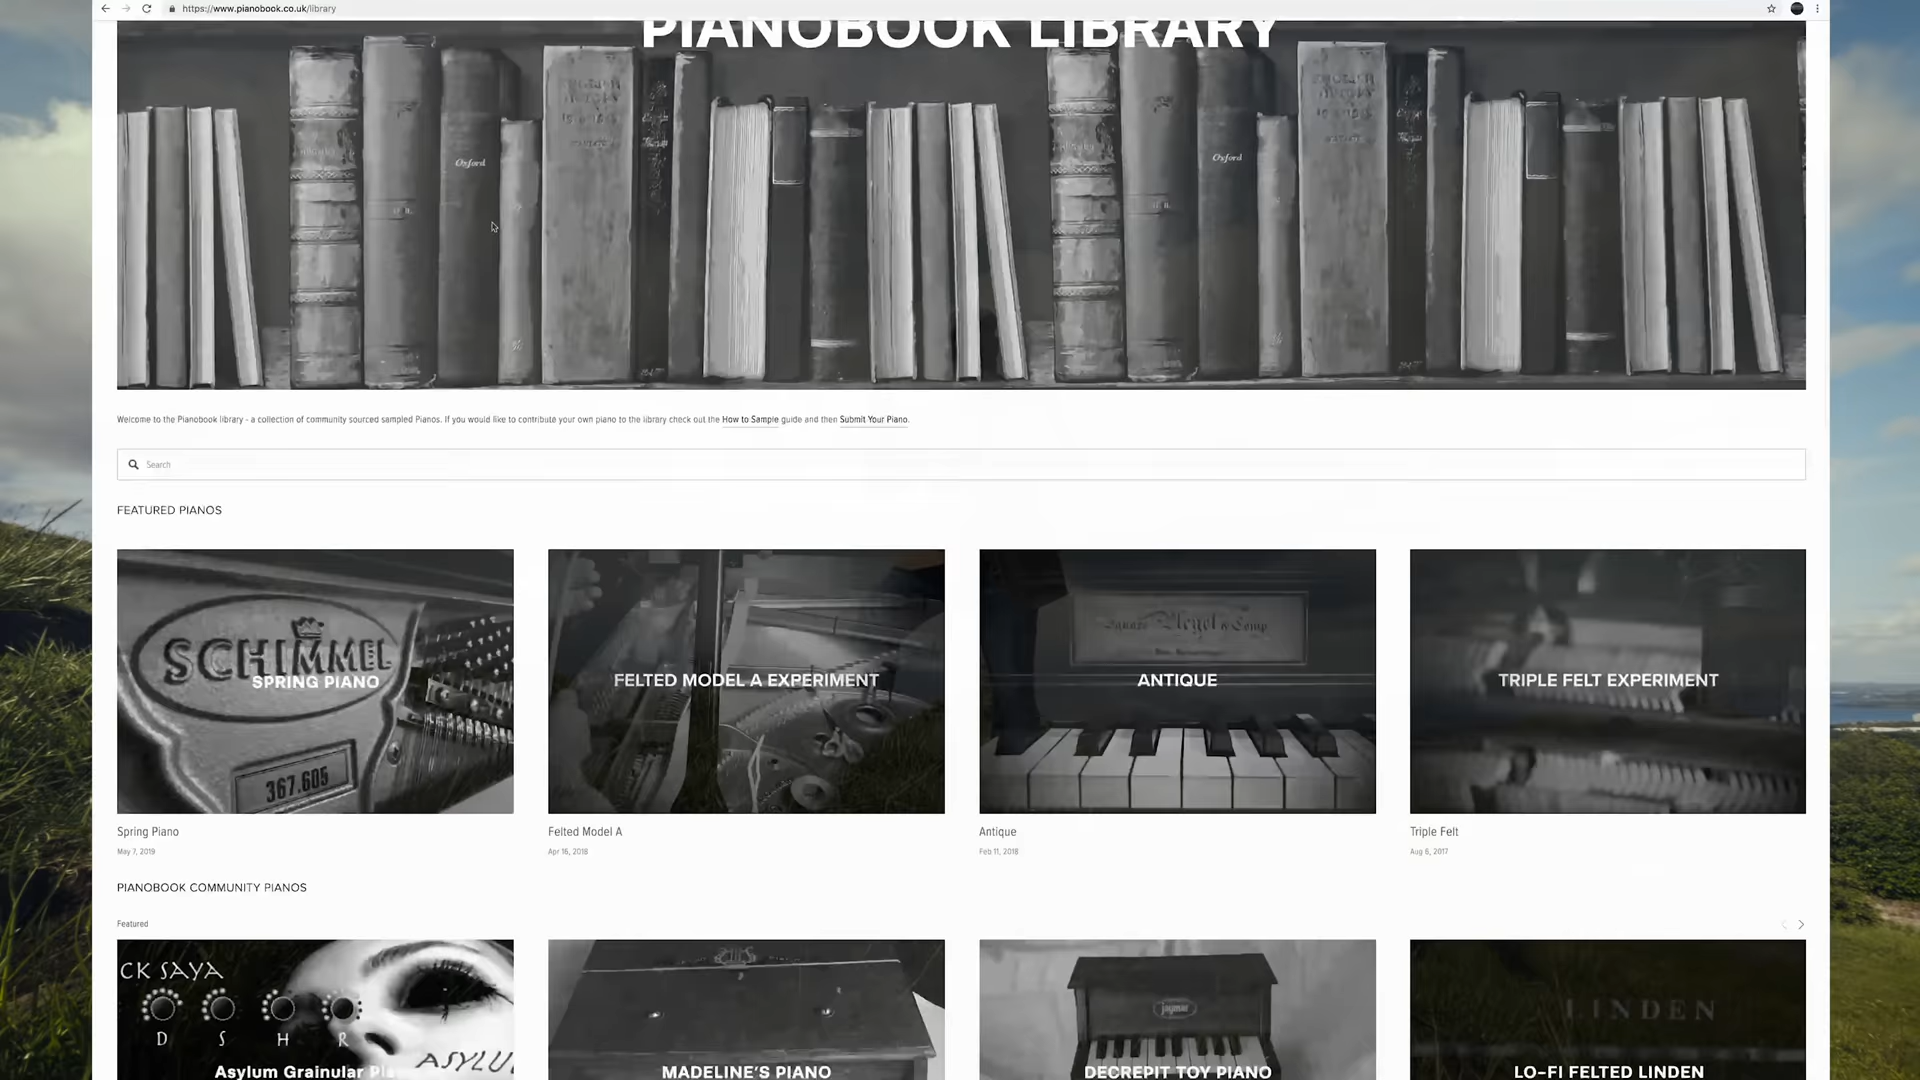 https://www.pianobook.co.uk/library
PIANOBOOK LIBRARY
Oxford
Oxford
Welcome to the Pianobook library - a collection of community sourced sampled Pianos. If you would like to contribute your own piano to the library check out the How to Sample guide and then Submit Your Piano.
Search
FEATURED PIANOS
SCHIMMEL
SPRING PIANO
367.605
FELTED MODEL A EXPERIMENT
ANTIQUE
TRIPLE FELT EXPERIMENT
Spring Piano
Felted Model A
Antique
Triple Felt
May 7, 2019
Apr 16, 2018
Feb 11, 2018
Aug 6, 2017
PIANOBOOK COMMUNITY PIANOS
Featured
CK SAYA
D S H R
Asylum Grainular
MADELINE'S PIANO
jaymar
DECREPIT TOY PIANO
LINDEN
LO-FI FELTED LINDEN